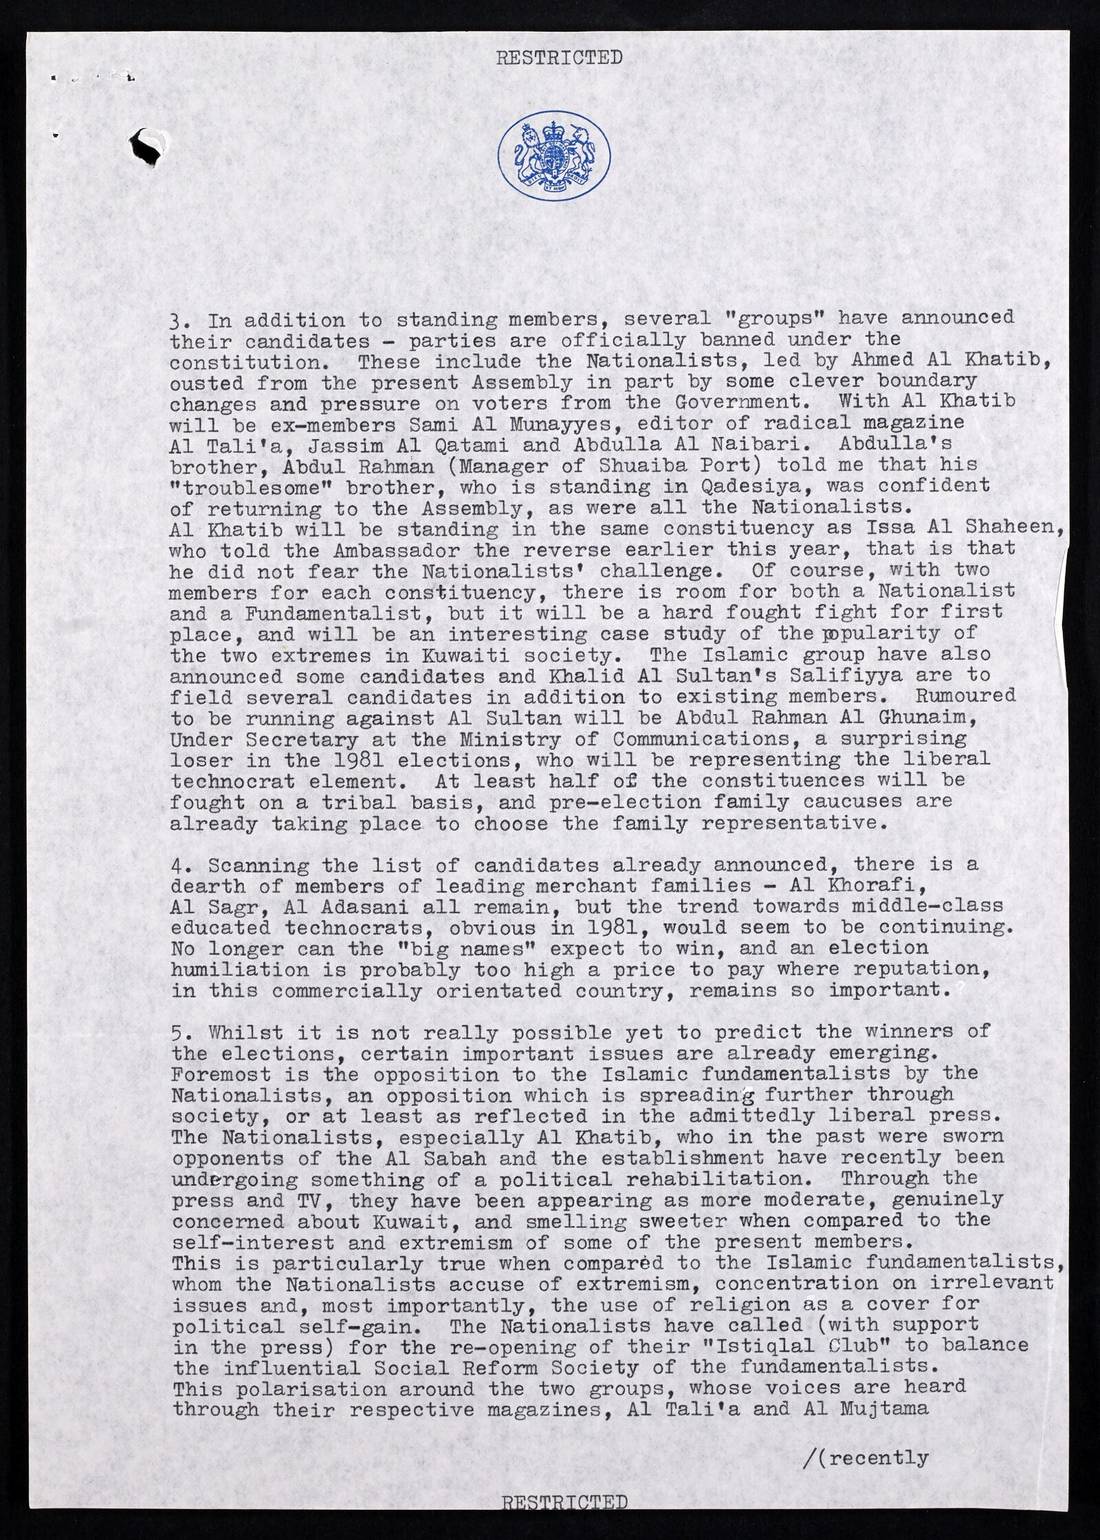 RESTRICTED
3. In addition to standing members, several "groups" have announced
their candidates - parties are officially banned under the
constitution. These include the Nationalists, led by Ahmed Al Khatib,
ousted from the present Assembly in part by some clever boundary
changes and pressure on voters from the Government. With Al Khatib
will be ex-members Sami Al Munayyes, editor of radical magazine
Al Tali'a, Jassim Al Qatami and Abdulla Al Naibari. Abdulla's
brother, Abdul Rahman (Manager of Shuaiba Port) told me that his
"troublesome" brother, who is standing in Qadesiya, was confident
of returning to the Assembly, as were all the Nationalists.
Al Khatib will be standing in the same constituency as Issa Al Shaheen,
who told the Ambassador the reverse earlier this year, that is that
he did not fear the Nationalists' challenge. Of course, with two
members for each constituency, there is room for both a Nationalist
and a Fundamentalist, but it will be a hard fought fight for first
place, and will be an interesting case study of the popularity of
the two extremes in Kuwaiti society. The Islamic group have also
announced some candidates and Khalid Al Sultan's Salifiyya are to
field several candidates in addition to existing members. Rumoured
to be running against Al Sultan will be Abdul Rahman Al Ghunaim,
Under Secretary at the Ministry of Communications, a surprising
loser in the 1981 elections, who will be representing the liberal
technocrat element. At least half of the constituences will be
fought on a tribal basis, and pre-election family caucuses are
already taking place to choose the family representative.
4. Scanning the list of candidates already announced, there is a
dearth of members of leading merchant families - Al Khorafi,
Al Sagr, Al Adasani all remain, but the trend towards middle-class
educated technocrats, obvious in 1981, would seem to be continuing.
No longer can the "big names" expect to win, and an election
humiliation is probably too high a price to pay where reputation,
in this commercially orientated country, remains so important.
5. Whilst it is not really possible yet to predict the winners of
the elections, certain important issues are already emerging.
Foremost is the opposition to the Islamic fundamentalists by the
Nationalists, an opposition which is spreading further through
society, or at least as reflected in the admittedly liberal press.
The Nationalists, especially Al Khatib, who in the past were sworn
opponents of the Al Sabah and the establishment have recently been
undergoing something of a political rehabilitation. Through the
press and TV, they have been appearing as more moderate, genuinely
concerned about Kuwait, and smelling sweeter when compared to the
self-interest and extremism of some of the present members.
This is particularly true when compared to the Islamic fundamentalists,
whom the Nationalists accuse of extremism, concentration on irrelevant
issues and, most importantly, the use of religion as a cover for
political self-gain. The Nationalists have called (with support
in the press) for the re-opening of their "Istiqlal Club" to balance
the influential Social Reform Society of the fundamentalists.
This polarisation around the two groups, whose voices are heard
through their respective magazines, Al Tali'a and Al Mujtama
/(recently
RESTRICTED